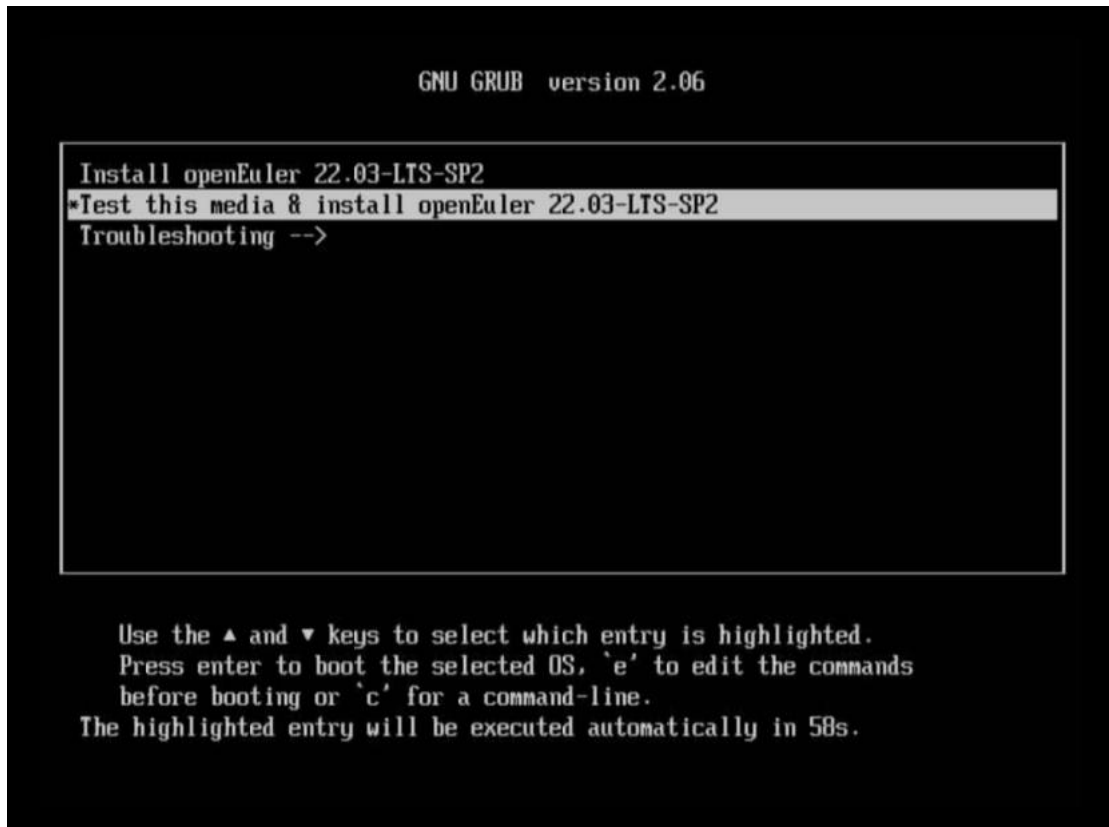 GNU GRUB  version 2.06
Install openEuler 22.03-LTS-SP2
*Test this media & install openEuler 22.03-LTS-SP2
Troubleshooting -->
Use the ▲ and ▼ keys to select which entry is highlighted.
Press enter to boot the selected OS, `e' to edit the commands
before booting or `c' for a command-line.
The highlighted entry will be executed automatically in 58s.